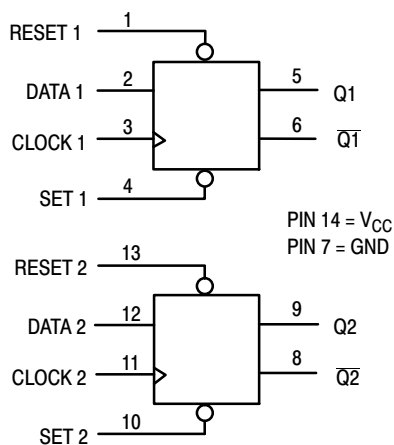 1
RESET 1
2
DATA 1
5
Q1
3
CLOCK 1
6
Q1
4
SET 1
PIN 14 = VCC
PIN 7 = GND
13
RESET 2
12
DATA 2
9
Q2
11
CLOCK 2
8
Q2
10
SET 2